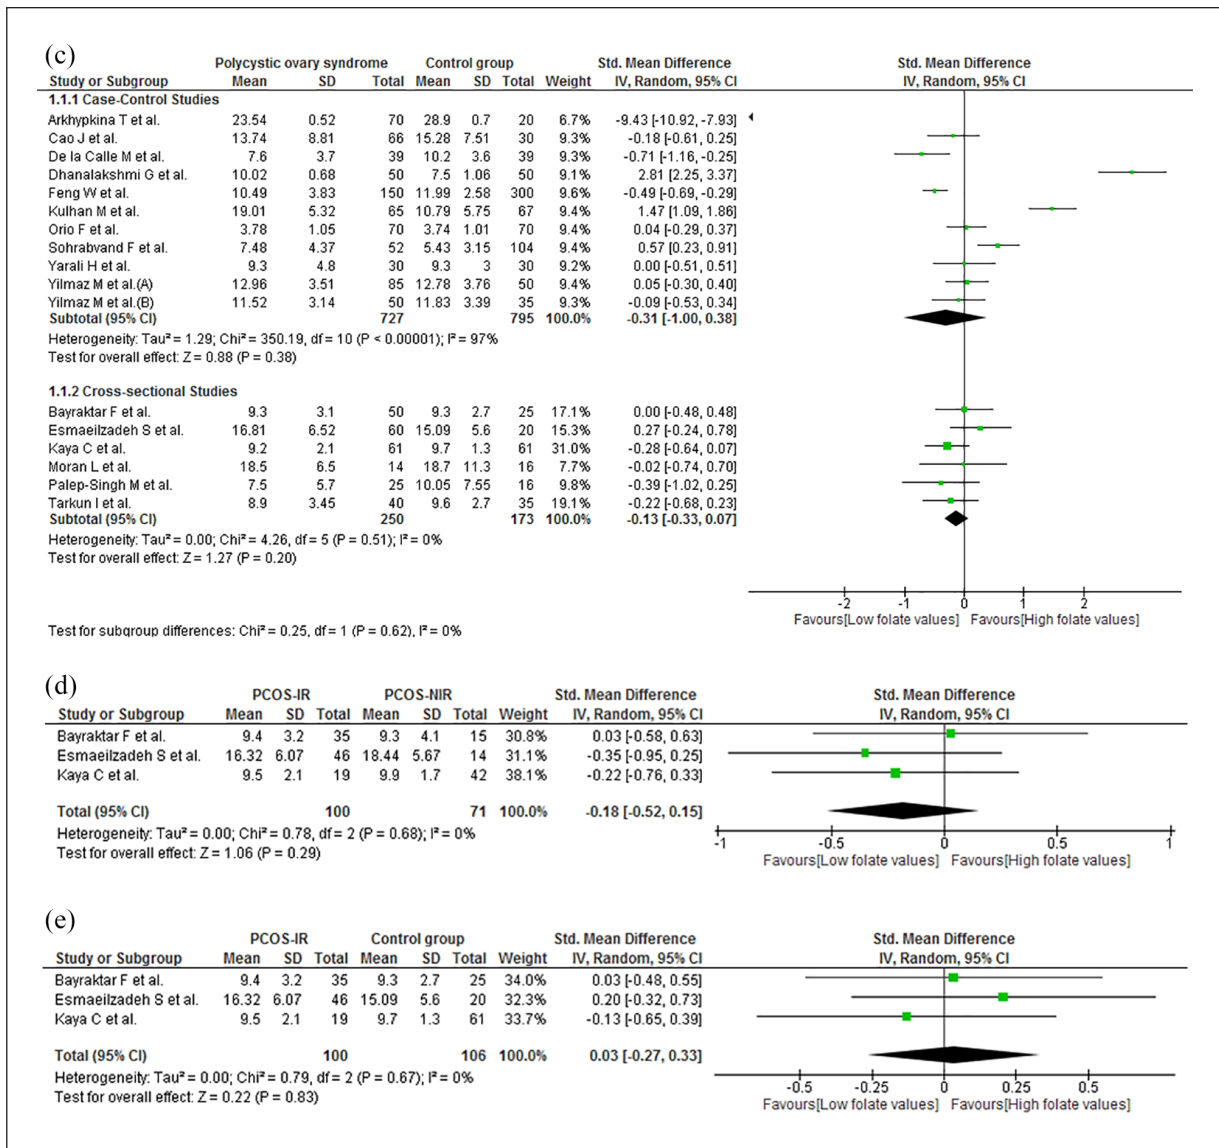 (c)
Polycystic ovary syndrome Control group Std. Mean Difference Std. Mean Difference
Study or Subgroup Mean SD Total Mean SD Total Weight IV, Random, 95% CI IV, Random, 95% CI
1.1.1 Case-Control Studies
Arkhypkina T et al. 23.54 0.52 70 28.9 0.7 20 6.7% -9.43 [-10.92, -7.93]
Cao J et al. 13.74 8.81 66 15.28 7.51 30 9.4% -0.18 [-0.61, 0.25]
De la Calle M et al. 7.6 3.7 39 10.2 3.6 39 9.3% -0.71 [-1.16, -0.25]
Dhanalakshmi G et al. 10.02 0.68 50 7.5 1.06 50 9.1% 2.81 [2.25, 3.37]
Feng W et al. 10.49 3.83 150 11.99 2.58 300 9.6% -0.49 [-0.69, -0.29]
Kulhan M et al. 19.01 5.32 65 10.79 5.75 67 9.4% 1.47 [1.09, 1.86]
Orio F et al. 3.78 1.05 70 3.74 1.01 70 9.5% 0.04 [-0.29, 0.37]
Sohrabvand F et al. 7.48 4.37 52 5.43 3.15 104 9.4% 0.57 [0.23, 0.91]
Yarali H et al. 9.3 4.8 30 9.3 3 30 9.2% 0.00 [-0.51, 0.51]
Yilmaz M et al.(A) 12.96 3.51 85 12.78 3.76 50 9.4% 0.05 [-0.30, 0.40]
Yilmaz M et al.(B) 11.52 3.14 50 11.83 3.39 35 9.3% -0.09 [-0.53, 0.34]
Subtotal (95% CI) 727 795 100.0% -0.31 [-1.00, 0.38]
Heterogeneity: Tau² = 1.29; Chi² = 350.19, df = 10 (P < 0.00001); I² = 97%
Test for overall effect: Z = 0.88 (P = 0.38)
1.1.2 Cross-sectional Studies
Bayraktar F et al. 9.3 3.1 50 9.3 2.7 25 17.1% 0.00 [-0.48, 0.48]
Esmaeilzadeh S et al. 16.81 6.52 60 15.09 5.6 20 15.3% 0.27 [-0.24, 0.78]
Kaya C et al. 9.2 2.1 61 9.7 1.3 61 31.0% -0.28 [-0.64, 0.07]
Moran L et al. 18.5 6.5 14 18.7 11.3 16 7.7% -0.02 [-0.74, 0.70]
Palep-Singh M et al. 7.5 5.7 25 10.05 7.55 16 9.8% -0.39 [-1.02, 0.25]
Tarkun I et al. 8.9 3.45 40 9.6 2.7 35 19.1% -0.22 [-0.68, 0.23]
Subtotal (95% CI) 250 173 100.0% -0.13 [-0.33, 0.07]
Heterogeneity: Tau² = 0.00; Chi² = 4.26, df = 5 (P = 0.51); I² = 0%
Test for overall effect: Z = 1.27 (P = 0.20)
-2 -1 0 1 2
Favours[Low folate values] Favours[High folate values]
Test for subgroup differences: Chi² = 0.25, df = 1 (P = 0.62), I² = 0%
(d)
PCOS-IR PCOS-NIR Std. Mean Difference Std. Mean Difference
Study or Subgroup Mean SD Total Mean SD Total Weight IV, Random, 95% CI IV, Random, 95% CI
Bayraktar F et al. 9.4 3.2 35 9.3 4.1 15 30.8% 0.03 [-0.58, 0.63]
Esmaeilzadeh S et al. 16.32 6.07 46 18.44 5.67 14 31.1% -0.35 [-0.95, 0.25]
Kaya C et al. 9.5 2.1 19 9.9 1.7 42 38.1% -0.22 [-0.76, 0.33]
Total (95% CI) 100 71 100.0% -0.18 [-0.52, 0.15]
Heterogeneity: Tau² = 0.00; Chi² = 0.78, df = 2 (P = 0.68); I² = 0%
Test for overall effect: Z = 1.06 (P = 0.29)
-1 -0.5 0 0.5 1
Favours[Low folate values] Favours[High folate values]
(e)
PCOS-IR Control group Std. Mean Difference Std. Mean Difference
Study or Subgroup Mean SD Total Mean SD Total Weight IV, Random, 95% CI IV, Random, 95% CI
Bayraktar F et al. 9.4 3.2 35 9.3 2.7 25 34.0% 0.03 [-0.48, 0.55]
Esmaeilzadeh S et al. 16.32 6.07 46 15.09 5.6 20 32.3% 0.20 [-0.32, 0.73]
Kaya C et al. 9.5 2.1 19 9.7 1.3 61 33.7% -0.13 [-0.65, 0.39]
Total (95% CI) 100 106 100.0% 0.03 [-0.27, 0.33]
Heterogeneity: Tau² = 0.00; Chi² = 0.79, df = 2 (P = 0.67); I² = 0%
Test for overall effect: Z = 0.22 (P = 0.83)
-0.5 -0.25 0 0.25 0.5
Favours[Low folate values] Favours[High folate values]